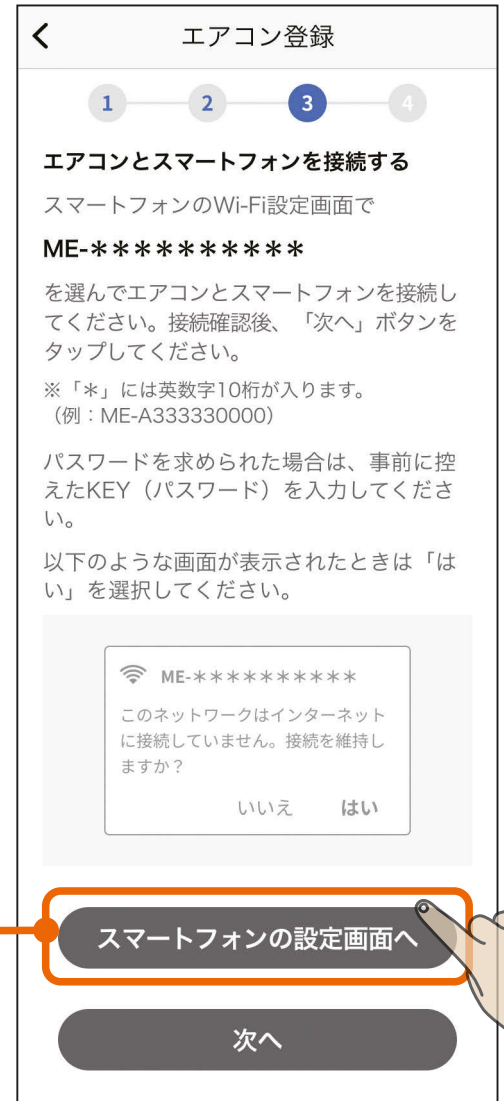 エアコン登録
1 2 3 4
エアコンとスマートフォンを接続する
スマートフォンのWi-Fi設定画面で
ME-＊＊＊＊＊＊＊＊＊＊
を選んでエアコンとスマートフォンを接続し
てください。接続確認後、「次へ」ボタンを
タップしてください。
※「＊」には英数字10桁が入ります。
（例：ME-A333330000）
パスワードを求められた場合は、事前に控
えたKEY（パスワード）を入力してくださ
い。
以下のような画面が表示されたときは「は
い」を選択してください。
ME-＊＊＊＊＊＊＊＊＊＊
このネットワークはインターネット
に接続していません。接続を維持し
ますか？
いいえ はい
スマートフォンの設定画面へ
次へ